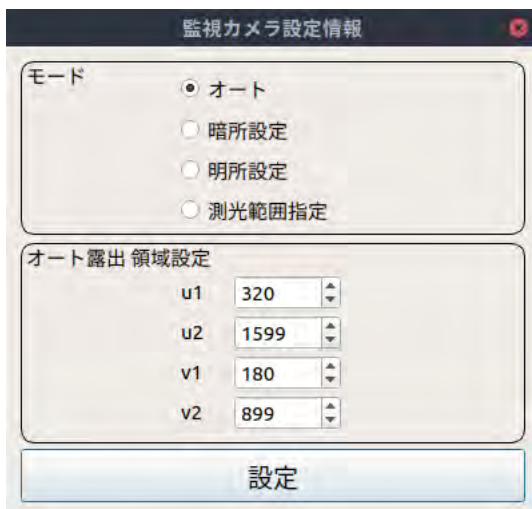 監視カメラ設定情報
モード
オート
暗所設定
明所設定
測光範囲指定
オート露出 領域設定
u1 320
u2 1599
v1 180
v2 899
設定